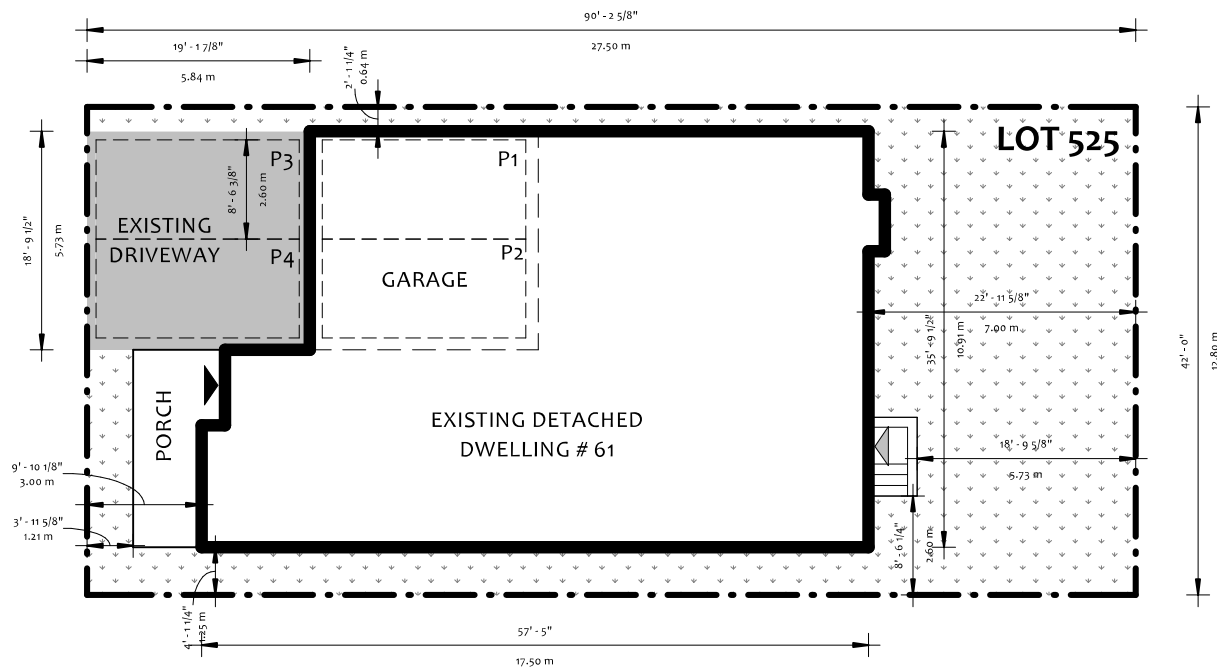 90' - 2 5/8"
27.50 m
19' - 1 7/8"
5.84 m
2' - 1 1/4"
0.64 m
LOT 525
P3
P1
8' - 6 3/8"
2.60 m
EXISTING
DRIVEWAY
18' - 9 1/2"
5.73 m
P4
P2
GARAGE
22' - 11 5/8"
7.00 m
35' - 9 1/2"
10.91 m
42' - 0"
12.80 m
PORCH
EXISTING DETACHED
DWELLING # 61
18' - 9 5/8"
5.73 m
9' - 10 1/8"
3.00 m
3' - 11 5/8"
1.21 m
8' - 6 1/4"
2.60 m
4' - 1 1/4"
1.25 m
57' - 5"
17.50 m